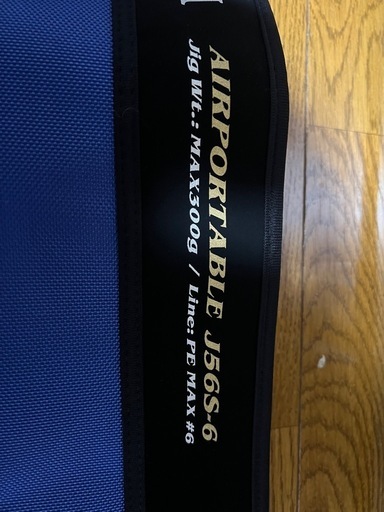 AIRPORTABLE J56S-6
Jig Wt.: MAX300g / Line: PE MAX #6